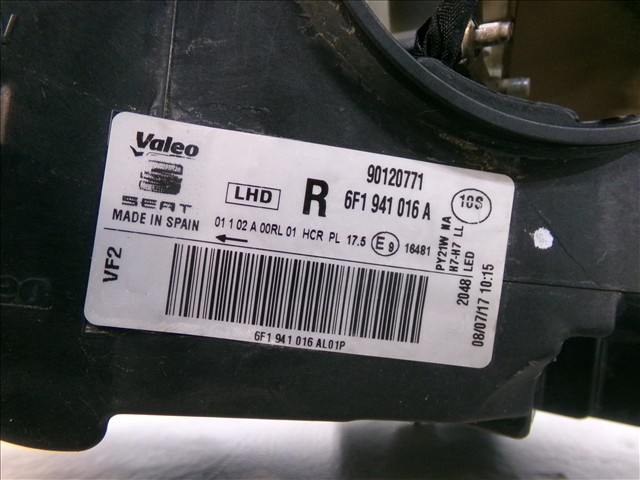 Valeo
SEAT
MADE IN SPAIN
LHD
R
90120771
6F1 941 016 A
01 1 02 A 00RL 01 HCR PL 17.5
E9
16481
VF2
6F1 941 016 AL01P
PY21W NA
H7-H7 LL
2048 LED
08/07/17 10:15